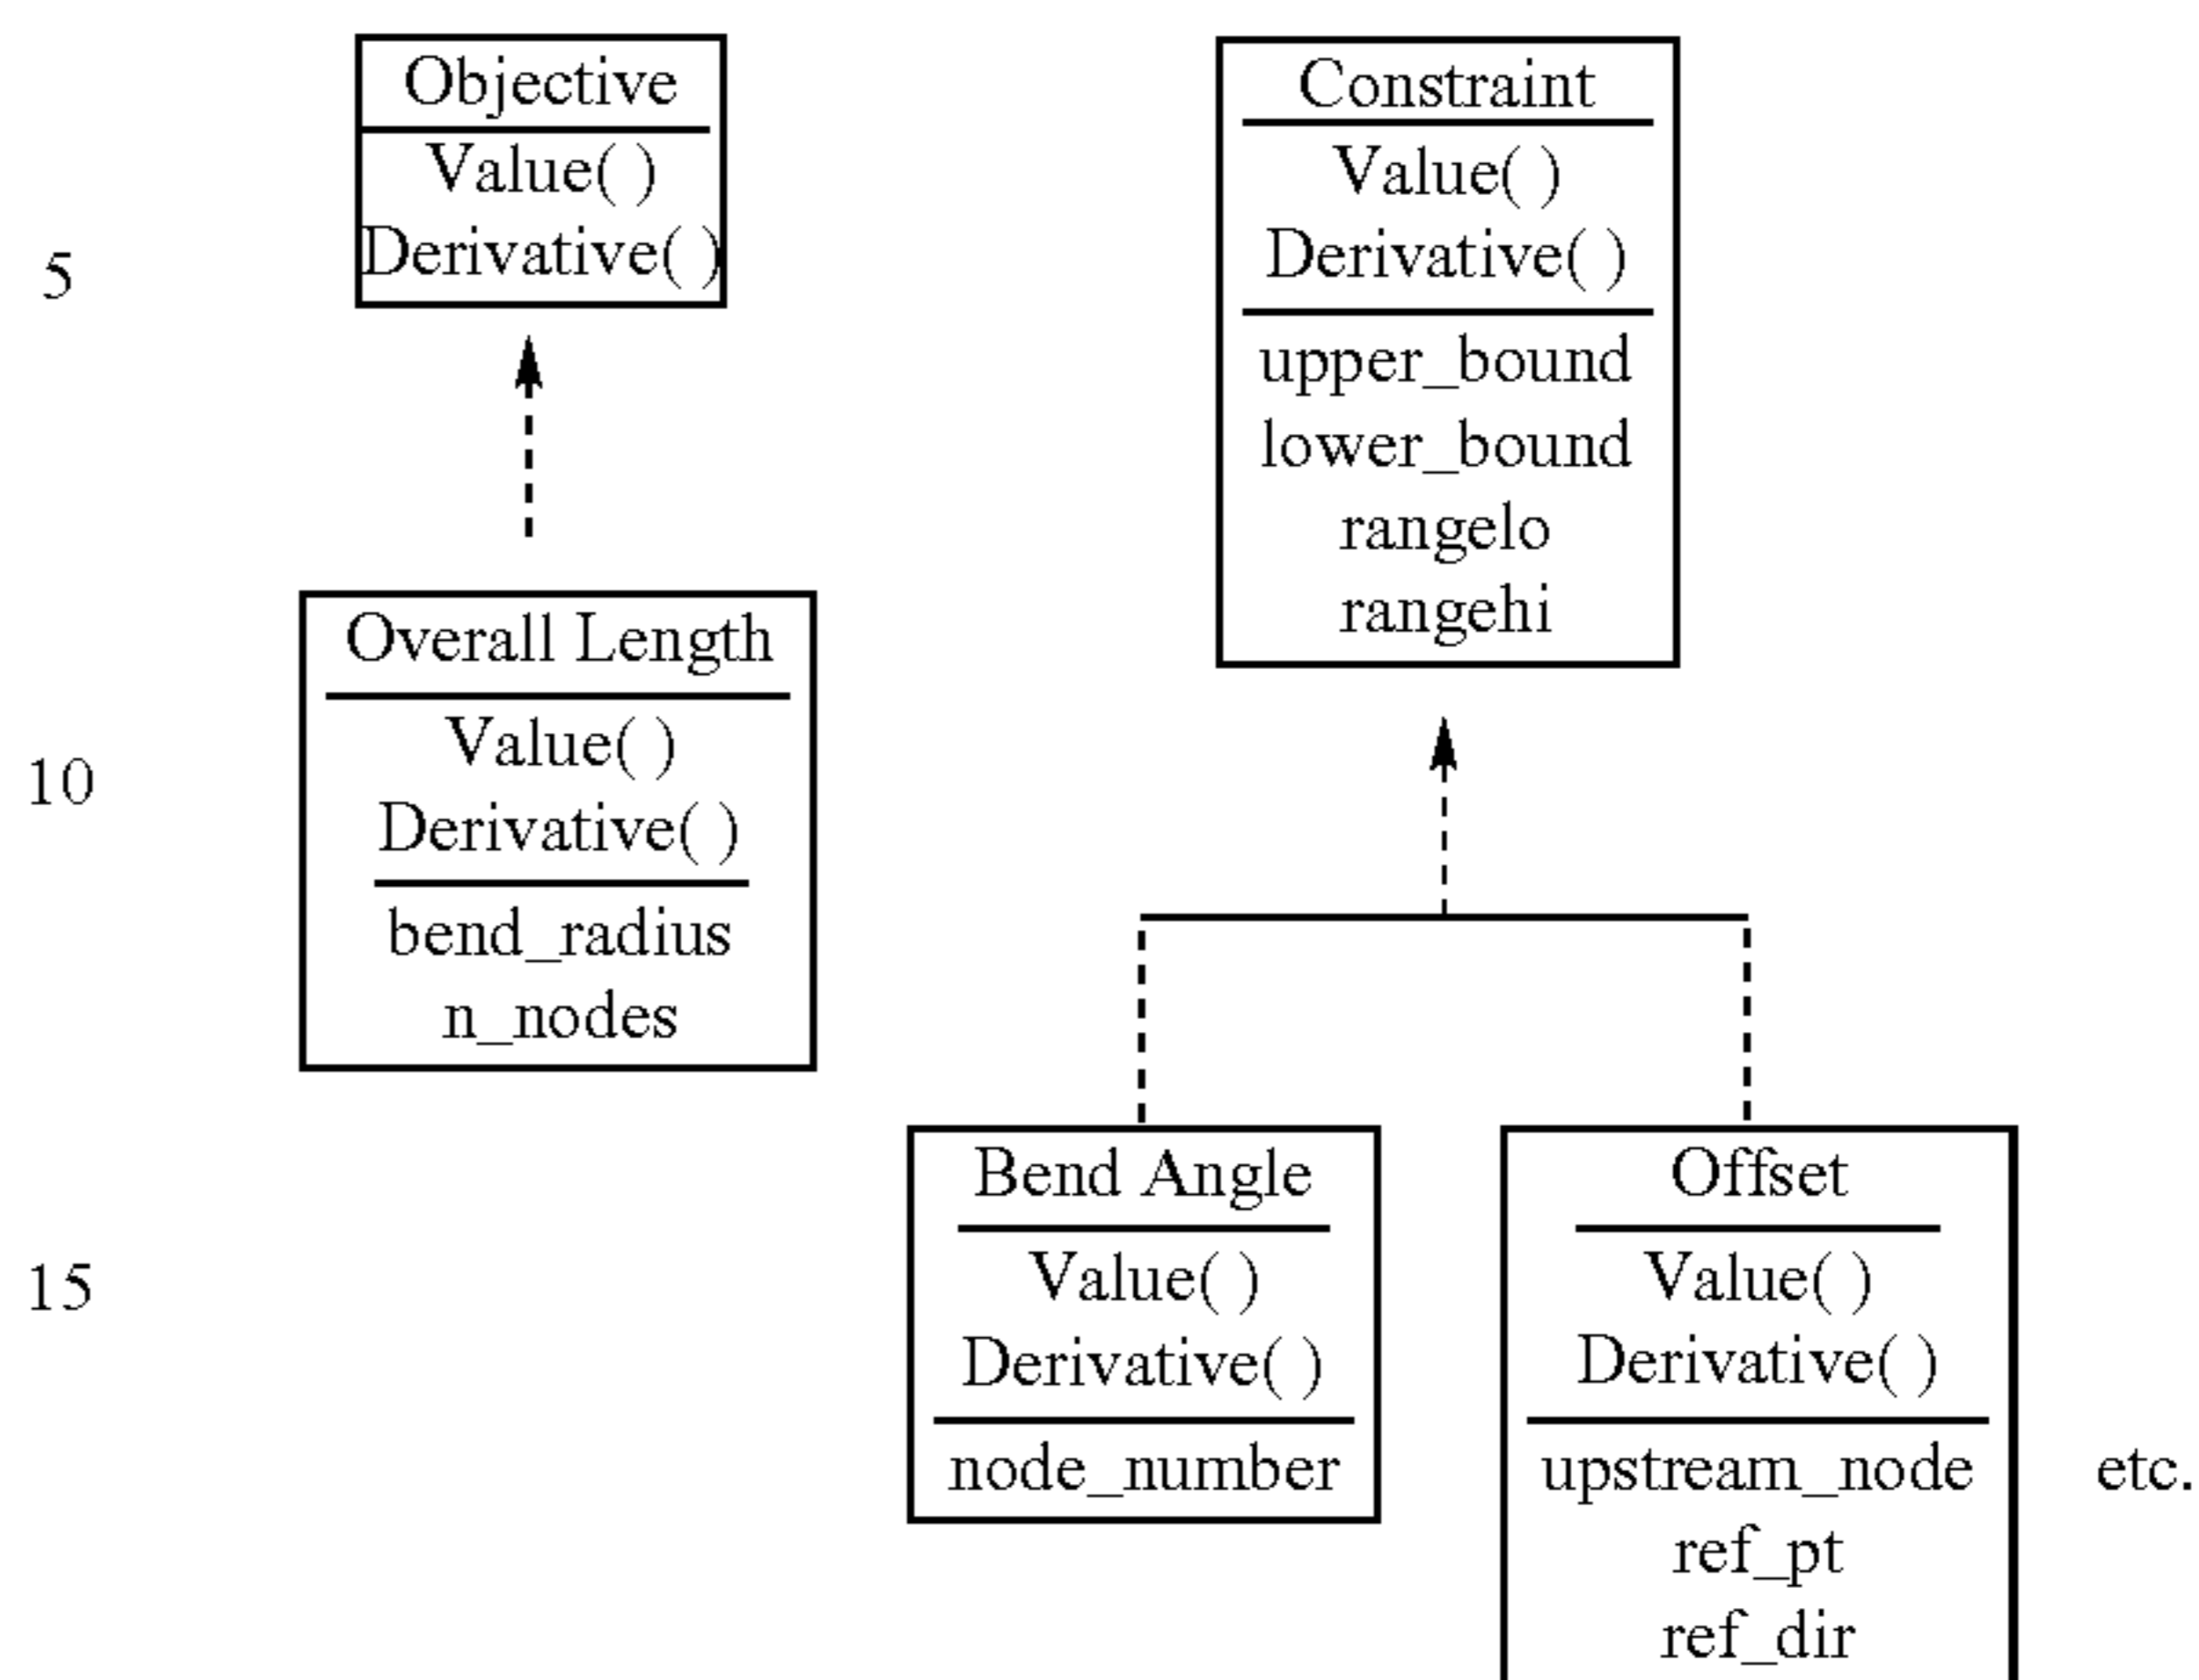 Objective
Value( )
Derivative( )
5
Constraint
Value( )
Derivative( )
upper_bound
lower_bound
rangelo
rangehi
Overall Length
Value( )
Derivative( )
bend_radius
n_nodes
10
Bend Angle
Value( )
Derivative( )
node_number
15
Offset
Value( )
Derivative( )
upstream_node
ref_pt
ref_dir
etc.